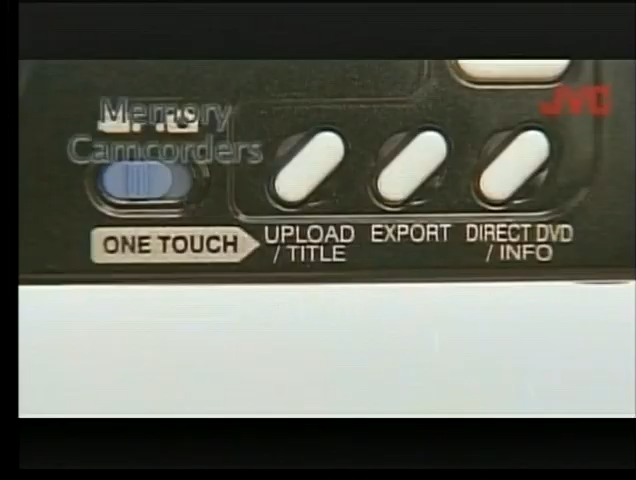 Memory
Camcorders
JVC
ONE TOUCH
UPLOAD
/ TITLE
EXPORT
DIRECT DVD
/ INFO